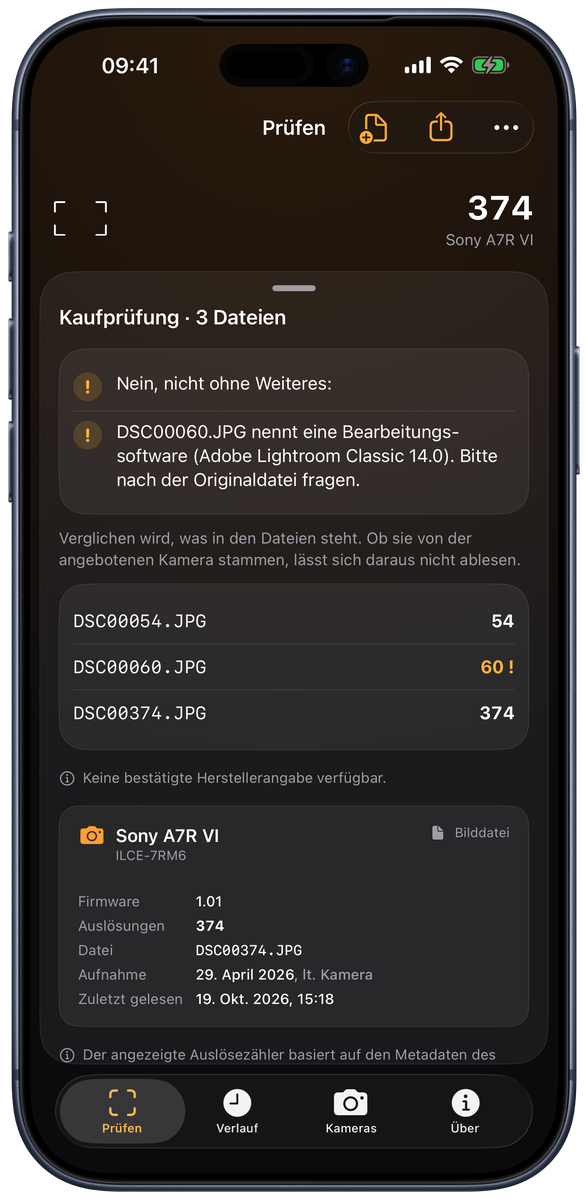 09:41
Prüfen
374
Sony A7R VI
Kaufprüfung · 3 Dateien
! Nein, nicht ohne Weiteres:
! DSC00060.JPG nennt eine Bearbeitungs-
software (Adobe Lightroom Classic 14.0). Bitte
nach der Originaldatei fragen.
Verglichen wird, was in den Dateien steht. Ob sie von der
angebotenen Kamera stammen, lässt sich daraus nicht ablesen.
DSC00054.JPG 54
DSC00060.JPG 60 !
DSC00374.JPG 374
Keine bestätigte Herstellerangabe verfügbar.
Sony A7R VI Bilddatei
ILCE-7RM6
Firmware 1.01
Auslösungen 374
Datei DSC00374.JPG
Aufnahme 29. April 2026, lt. Kamera
Zuletzt gelesen 19. Okt. 2026, 15:18
Der angezeigte Auslösezähler basiert auf den Metadaten des
Prüfen Verlauf Kameras Über